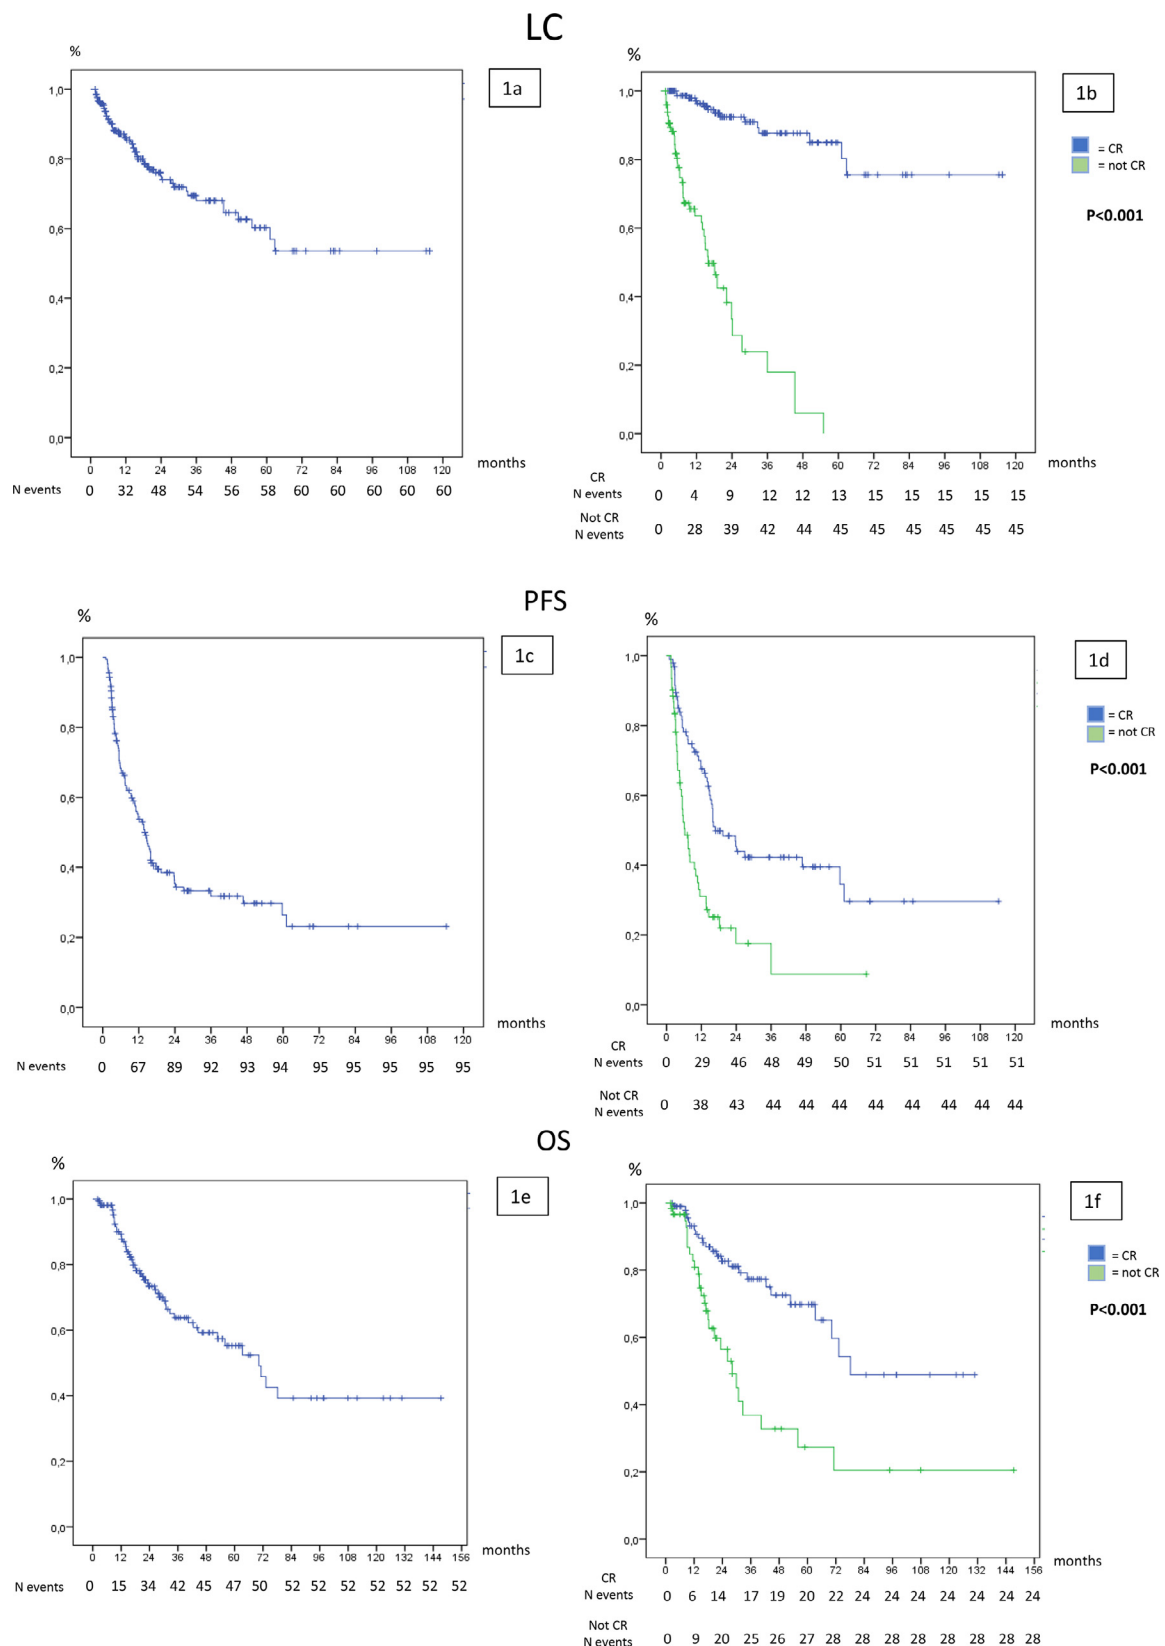 LC
%
1a
1,0
0,8
0,6
0,4
0,2
0,0
0 12 24 36 48 60 72 84 96 108 120
months
N events 0 32 48 54 56 58 60 60 60 60 60
%
1b
= CR
= not CR
P<0.001
1,0
0,8
0,6
0,4
0,2
0,0
0 12 24 36 48 60 72 84 96 108 120
months
CR
N events 0 4 9 12 12 13 15 15 15 15 15
Not CR
N events 0 28 39 42 44 45 45 45 45 45 45
PFS
%
1c
1,0
0,8
0,6
0,4
0,2
0,0
0 12 24 36 48 60 72 84 96 108 120
months
N events 0 67 89 92 93 94 95 95 95 95 95
%
1d
= CR
= not CR
P<0.001
1,0
0,8
0,6
0,4
0,2
0,0
0 12 24 36 48 60 72 84 96 108 120
months
CR
N events 0 29 46 48 49 50 51 51 51 51 51
Not CR
N events 0 38 43 44 44 44 44 44 44 44 44
OS
%
1e
1,0
0,8
0,6
0,4
0,2
0,0
0 12 24 36 48 60 72 84 96 108 120 132 144 156
months
N events 0 15 34 42 45 47 50 52 52 52 52 52 52 52
%
1f
= CR
= not CR
P<0.001
1,0
0,8
0,6
0,4
0,2
0,0
0 12 24 36 48 60 72 84 96 108 120 132 144 156
months
CR
N events 0 6 14 17 19 20 22 24 24 24 24 24 24 24
Not CR
N events 0 9 20 25 26 27 28 28 28 28 28 28 28 28